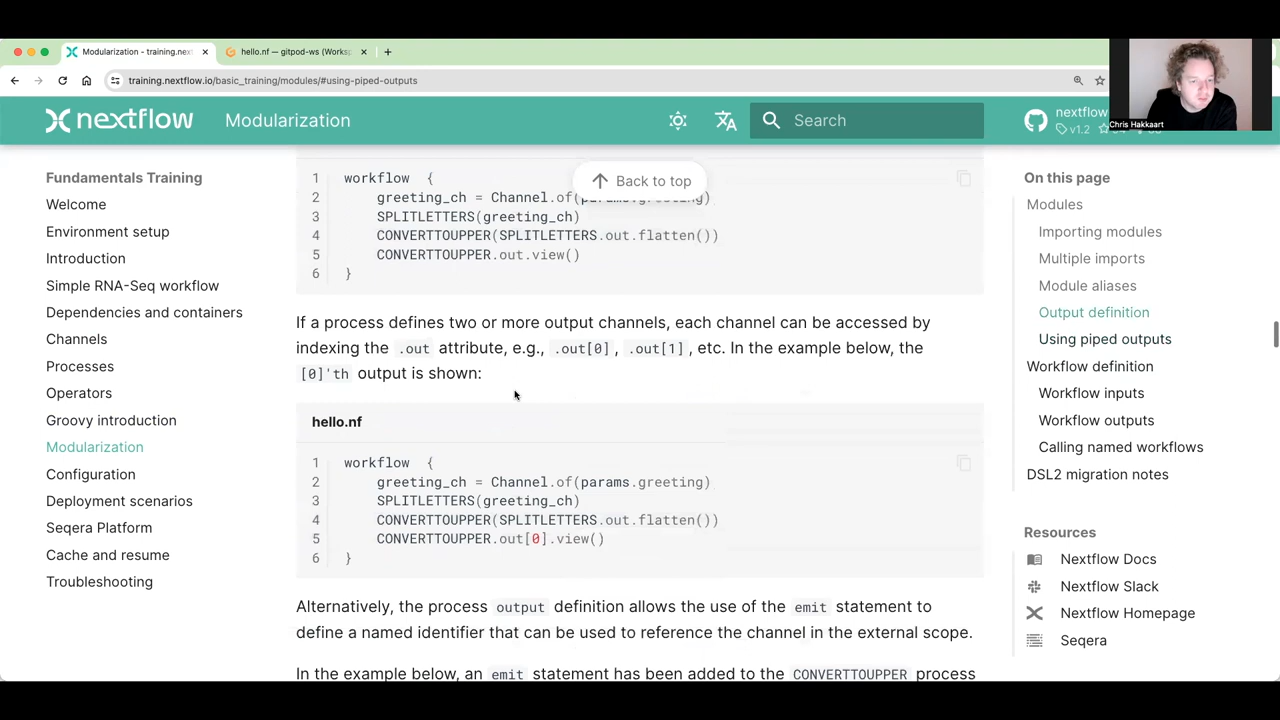 Modularization - training.nex
hello.nf — gitpod-ws (Works
training.nextflow.io/basic_training/modules/#using-piped-outputs
Chris Hakkaart
nextflow
Modularization
Search
nextflow
v1.2
Fundamentals Training
Welcome
Environment setup
Introduction
Simple RNA-Seq workflow
Dependencies and containers
Channels
Processes
Operators
Groovy introduction
Modularization
Configuration
Deployment scenarios
Seqera Platform
Cache and resume
Troubleshooting
Back to top
1 workflow {
2 greeting_ch = Channel.of(params.greeting)
3 SPLITLETTERS(greeting_ch)
4 CONVERTTOUPPER(SPLITLETTERS.out.flatten())
5 CONVERTTOUPPER.out.view()
6 }
If a process defines two or more output channels, each channel can be accessed by
indexing the .out attribute, e.g., .out[0] , .out[1] , etc. In the example below, the
[0]'th output is shown:
hello.nf
1 workflow {
2 greeting_ch = Channel.of(params.greeting)
3 SPLITLETTERS(greeting_ch)
4 CONVERTTOUPPER(SPLITLETTERS.out.flatten())
5 CONVERTTOUPPER.out[0].view()
6 }
Alternatively, the process output definition allows the use of the emit statement to
define a named identifier that can be used to reference the channel in the external scope.
In the example below, an emit statement has been added to the CONVERTTOUPPER process
On this page
Modules
Importing modules
Multiple imports
Module aliases
Output definition
Using piped outputs
Workflow definition
Workflow inputs
Workflow outputs
Calling named workflows
DSL2 migration notes
Resources
Nextflow Docs
Nextflow Slack
Nextflow Homepage
Seqera